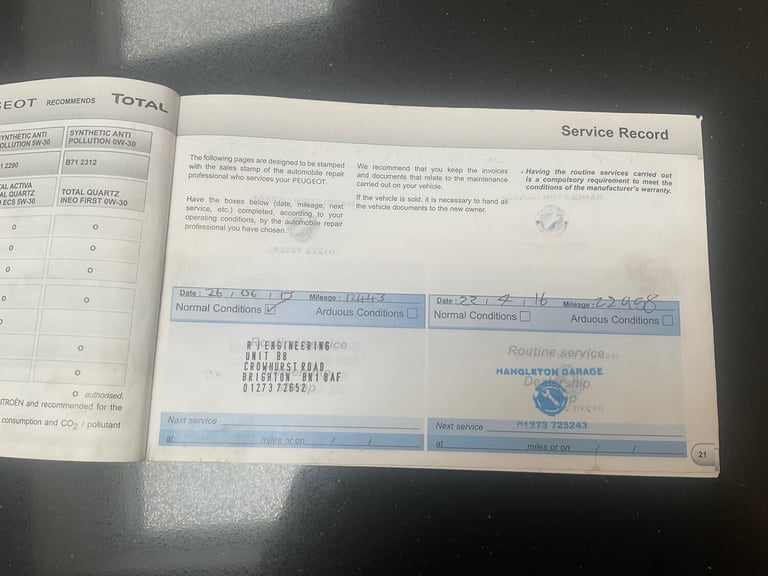 GEOT RECOMMENDS TOTAL
SYNTHETIC ANTI
POLLUTION 5W-30
SYNTHETIC ANTI
POLLUTION 0W-30
B71 2312
TOTAL QUARTZ
INEO FIRST 0W-30
O authorised.
ITROËN and recommended for the
consumption and CO2 / pollutant
Service Record
The following pages are designed to be stamped
with the sales stamp of the automobile repair
professional who services your PEUGEOT.
Have the boxes below (date, mileage, next
service, etc.) completed, according to your
operating conditions, by the automobile repair
professional you have chosen.
We recommend that you keep the invoices
and documents that relate to the maintenance
carried out on your vehicle.
If the vehicle is sold, it is necessary to hand all
the vehicle documents to the new owner.
- Having the routine services carried out
is a compulsory requirement to meet the
conditions of the manufacturer's warranty.
Date: 26 / 06 / 15 Mileage: 12443
Normal Conditions Arduous Conditions
R J ENGINEERING
UNIT B8
CROWHURST ROAD
BRIGHTON BN1 8AF
01273 72652
Next service
at miles or on / /
Date: 22 / 4 / 16 Mileage: 22958
Normal Conditions Arduous Conditions
Routine service
HANGLETON GARAGE
Dealership
01273 725243
Next service
at miles or on / /
21